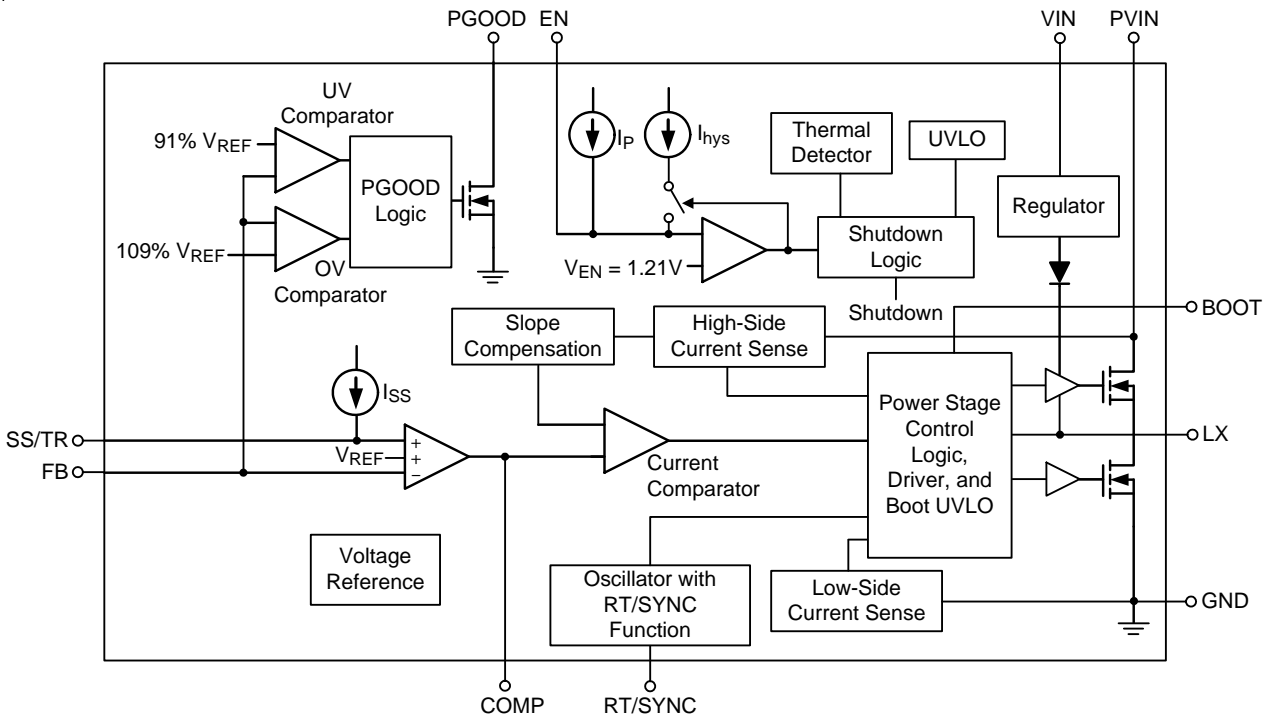 PGOOD EN VIN PVIN
UV
Comparator
91% VREF
PGOOD
Logic
109% VREF
OV
Comparator
IP
Ihys
Thermal
Detector
UVLO
Regulator
VEN = 1.21V
Shutdown
Logic
Shutdown
BOOT
Slope
Compensation
High-Side
Current Sense
ISS
Power Stage
Control
Logic,
Driver, and
Boot UVLO
SS/TR
VREF
FB
Current
Comparator
LX
Voltage
Reference
Oscillator with
RT/SYNC
Function
Low-Side
Current Sense
GND
COMP RT/SYNC
+
+
−